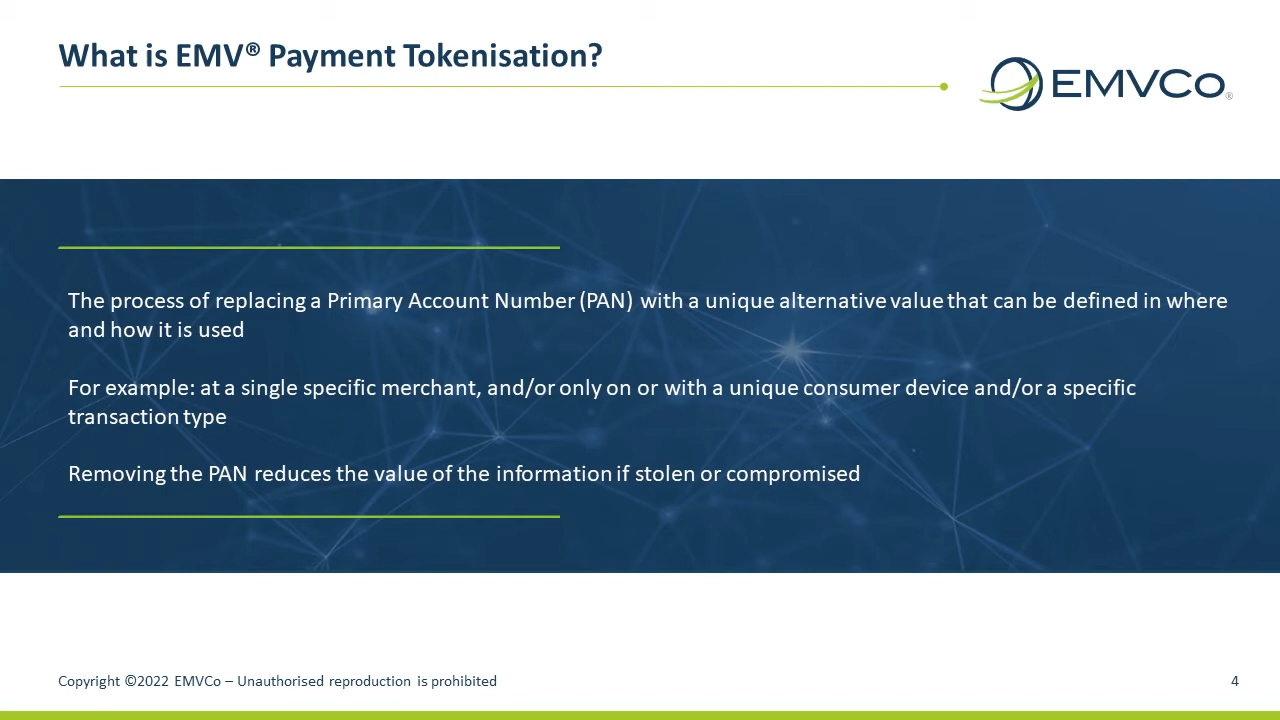 What is EMV® Payment Tokenisation?
EMVCo®
The process of replacing a Primary Account Number (PAN) with a unique alternative value that can be defined in where
and how it is used
For example: at a single specific merchant, and/or only on or with a unique consumer device and/or a specific
transaction type
Removing the PAN reduces the value of the information if stolen or compromised
Copyright ©2022 EMVCo – Unauthorised reproduction is prohibited
4